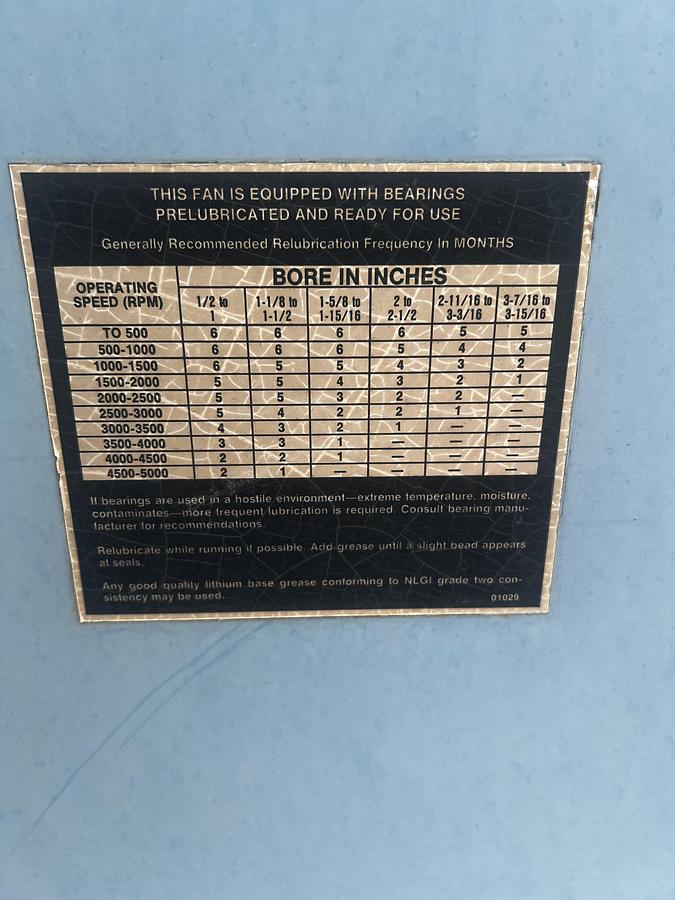 THIS FAN IS EQUIPPED WITH BEARINGS
PRELUBRICATED AND READY FOR USE
Generally Recommended Relubrication Frequency In MONTHS
OPERATING SPEED (RPM) BORE IN INCHES
1/2 to 1 1-1/8 to 1-1/2 1-5/8 to 1-15/16 2 to 2-1/2 2-11/16 to 3-3/16 3-7/16 to 3-15/16
TO 500 6 6 6 6 5 5
500-1000 6 6 6 5 4 4
1000-1500 6 5 5 4 3 2
1500-2000 5 5 4 3 2 1
2000-2500 5 5 3 2 2 —
2500-3000 5 4 2 2 1 —
3000-3500 4 3 2 1 — —
3500-4000 3 3 1 — — —
4000-4500 2 2 1 — — —
4500-5000 2 1 — — — —
If bearings are used in a hostile environment—extreme temperature, moisture,
contaminates—more frequent lubrication is required. Consult bearing manu-
facturer for recommendations.
Relubricate while running if possible. Add grease until a slight bead appears
at seals.
Any good quality lithium base grease conforming to NLGI grade two con-
sistency may be used.
01029